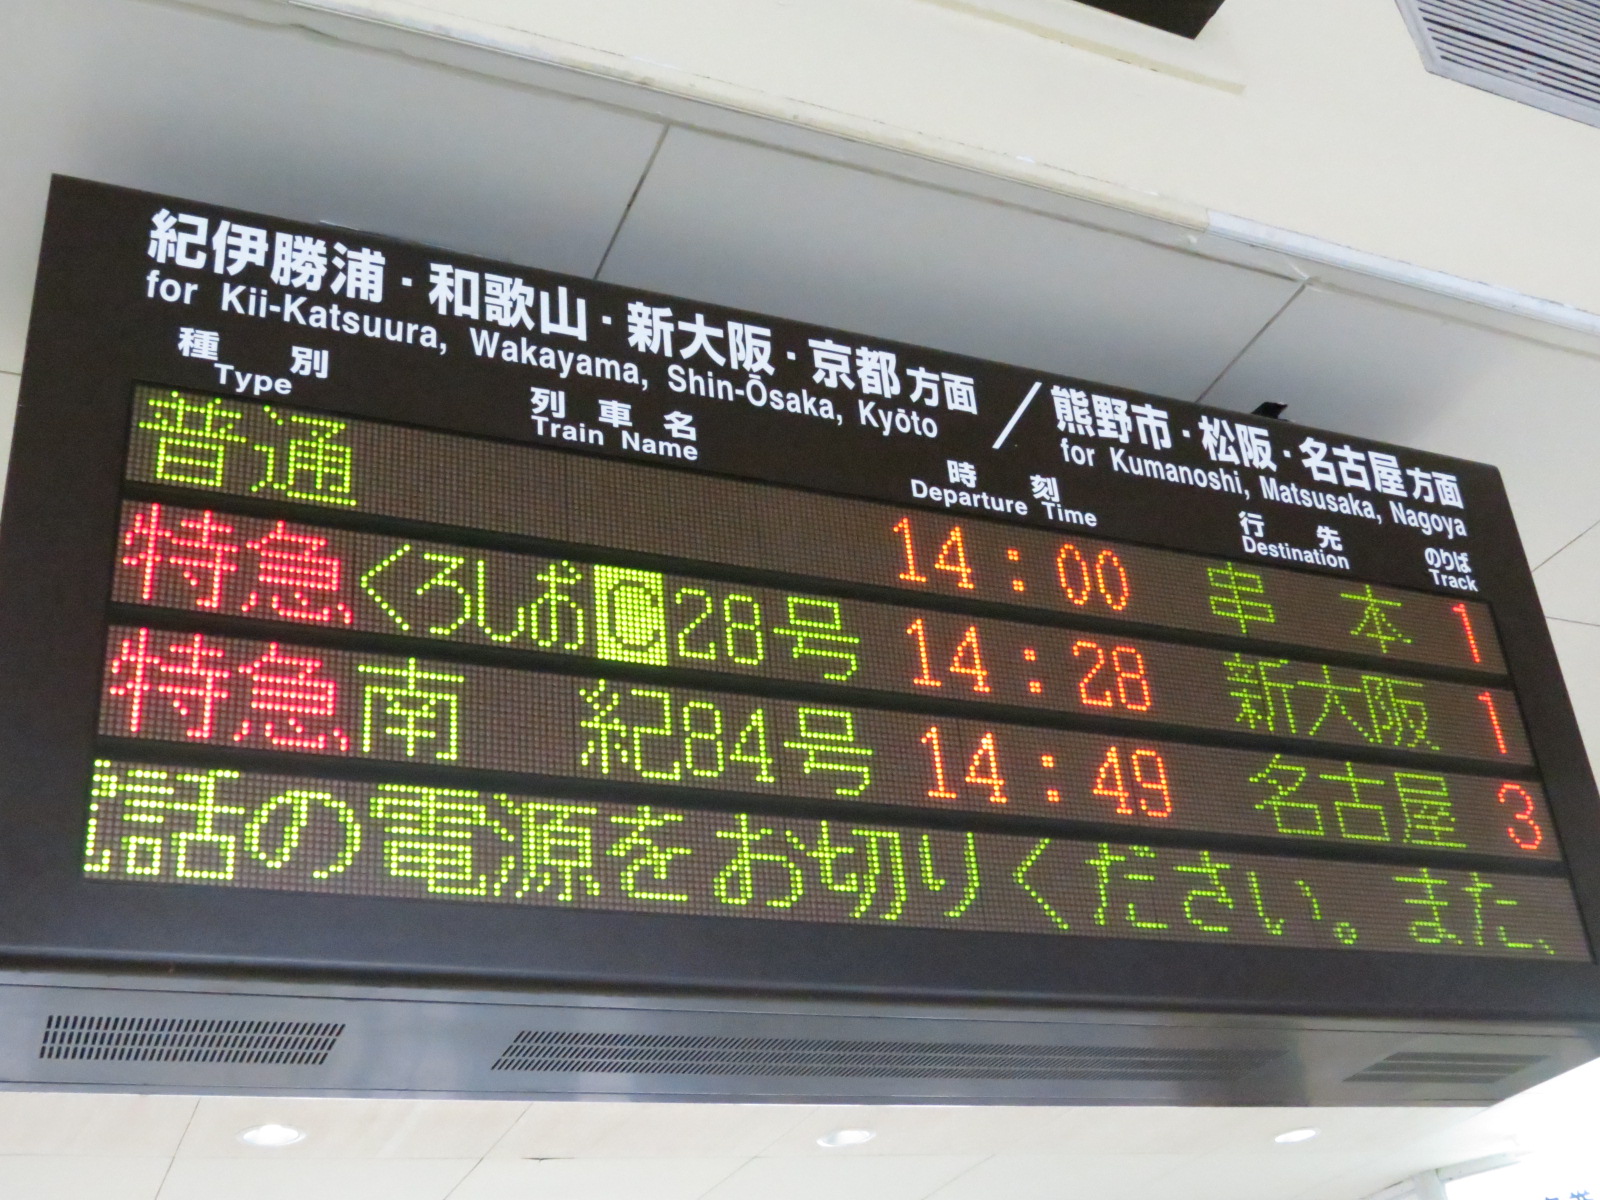 紀伊勝浦・和歌山・新大阪・京都方面/熊野市・松阪・名古屋方面
for Kii-Katsuura, Wakayama, Shin-Ōsaka, Kyōto for Kumanoshi, Matsusaka, Nagoya
種別 列車名 時刻 行先 のりば
Type Train Name Departure Time Destination Track
普通 14:00 串本 1
特急 くろしお 28号 14:28 新大阪 1
特急 南紀84号 14:49 名古屋 3
話の電源をお切りください。また、